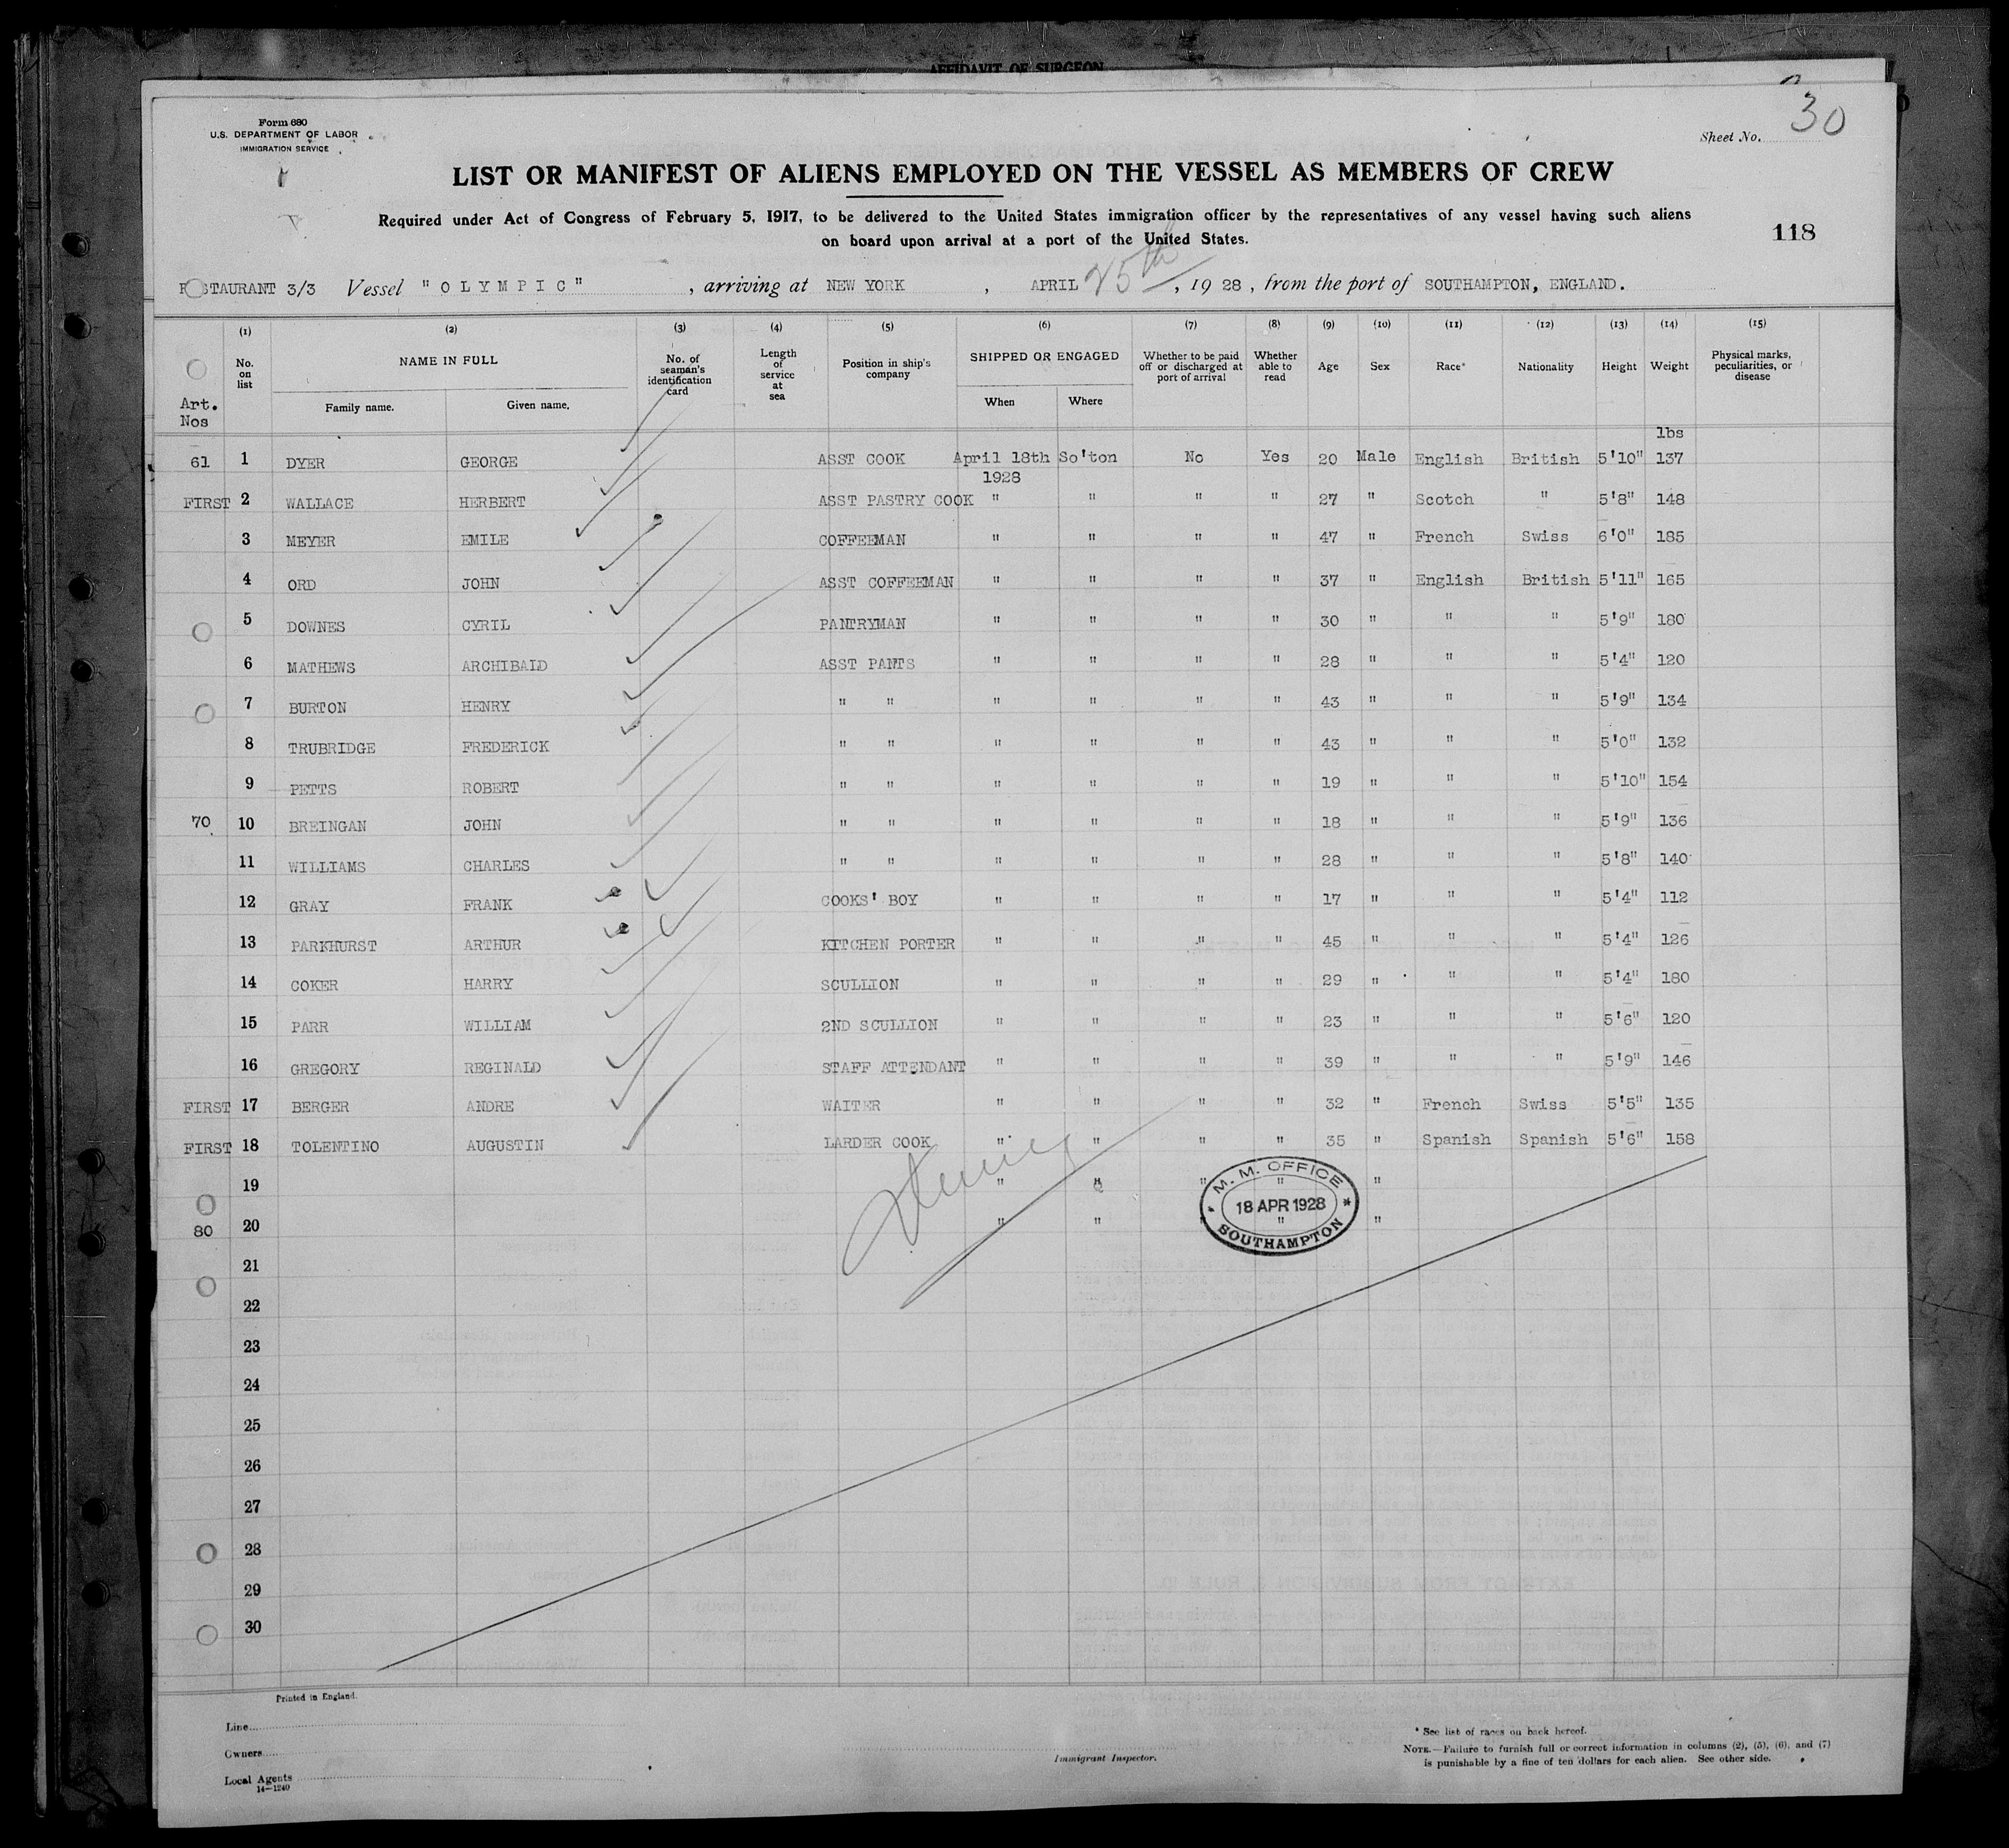 AFFIDAVIT OF SURGEON
30
Form 680
U.S. DEPARTMENT OF LABOR
IMMIGRATION SERVICE
Sheet No.
LIST OR MANIFEST OF ALIENS EMPLOYED ON THE VESSEL AS MEMBERS OF CREW
Required under Act of Congress of February 5, 1917, to be delivered to the United States immigration officer by the representatives of any vessel having such aliens
on board upon arrival at a port of the United States.
118
RESTAURANT 3/3 Vessel "OLYMPIC", arriving at NEW YORK, APRIL 25th, 1928, from the port of SOUTHAMPTON, ENGLAND.
(1) (2) (3) (4) (5) (6) (7) (8) (9) (10) (11) (12) (13) (14) (15)
Art. Nos
No. on list
NAME IN FULL
Family name. Given name.
No. of seaman's identification card
Length of service at sea
Position in ship's company
SHIPPED OR ENGAGED
When Where
Whether to be paid off or discharged at port of arrival
Whether able to read
Age
Sex
Race*
Nationality
Height
Weight
Physical marks, peculiarities, or disease
lbs
61 1 DYER GEORGE ASST COOK April 18th So'ton No Yes 20 Male English British 5'10" 137
1928
FIRST 2 WALLACE HERBERT ASST PASTRY COOK " " " " 27 " Scotch " 5'8" 148
3 MEYER EMILE COFFEEMAN " " " " 47 " French Swiss 6'0" 185
4 ORD JOHN ASST COFFEEMAN " " " " 37 " English British 5'11" 165
5 DOWNES CYRIL PANTRYMAN " " " " 30 " " " 5'9" 180
6 MATHEWS ARCHIBALD ASST PANTS " " " " 28 " " " 5'4" 120
7 BURTON HENRY " " " " " " 43 " " " 5'9" 134
8 TRUBRIDGE FREDERICK " " " " " " 43 " " " 5'0" 132
9 PETTS ROBERT " " " " " " 19 " " " 5'10" 154
70 10 BREINGAN JOHN " " " " " " 18 " " " 5'9" 136
11 WILLIAMS CHARLES " " " " " " 28 " " " 5'8" 140
12 GRAY FRANK COOKS' BOY " " " " 17 " " " 5'4" 112
13 PARKHURST ARTHUR KITCHEN PORTER " " " " 45 " " " 5'4" 126
14 COKER HARRY SCULLION " " " " 29 " " " 5'4" 180
15 PARR WILLIAM 2ND SCULLION " " " " 23 " " " 5'6" 120
16 GREGORY REGINALD STAFF ATTENDANT " " " " 39 " " " 5'9" 146
FIRST 17 BERGER ANDRE WAITER " " " " 32 " French Swiss 5'5" 135
FIRST 18 TOLENTINO AUGUSTIN LARDER COOK " " " " 35 " Spanish Spanish 5'6" 158
19 " " " " "
80 20 " " " " "
M. M. OFFICE
18 APR 1928
SOUTHAMPTON
21
22
23
24
25
26
27
28
29
30
Printed in England.
Line
Owners
Local Agents
14-1240
Immigrant Inspector.
* See list of races on back hereof.
NOTE.—Failure to furnish full or correct information in columns (2), (5), (6), and (7)
is punishable by a fine of ten dollars for each alien. See other side.